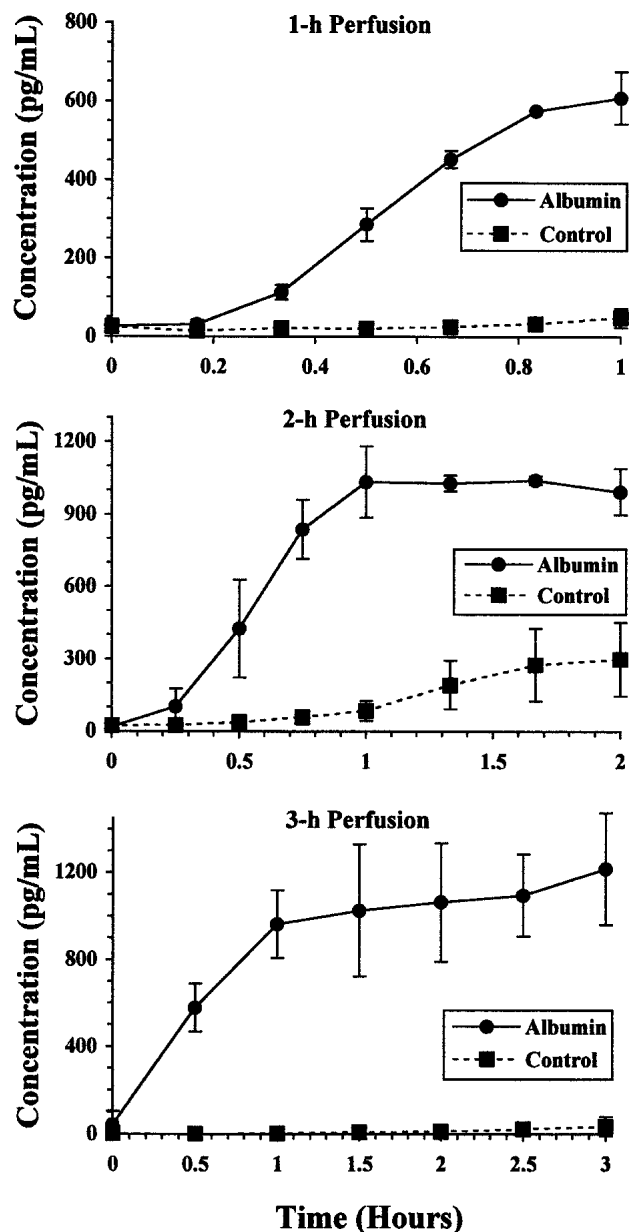 1-h Perfusion
Concentration (pg/mL)
800
600
400
200
0
Albumin
Control
0 0.2 0.4 0.6 0.8 1
2-h Perfusion
Concentration (pg/mL)
1200
900
600
300
0
Albumin
Control
0 0.5 1 1.5 2
3-h Perfusion
Concentration (pg/mL)
1200
800
400
0
Albumin
Control
0 0.5 1 1.5 2 2.5 3
Time (Hours)